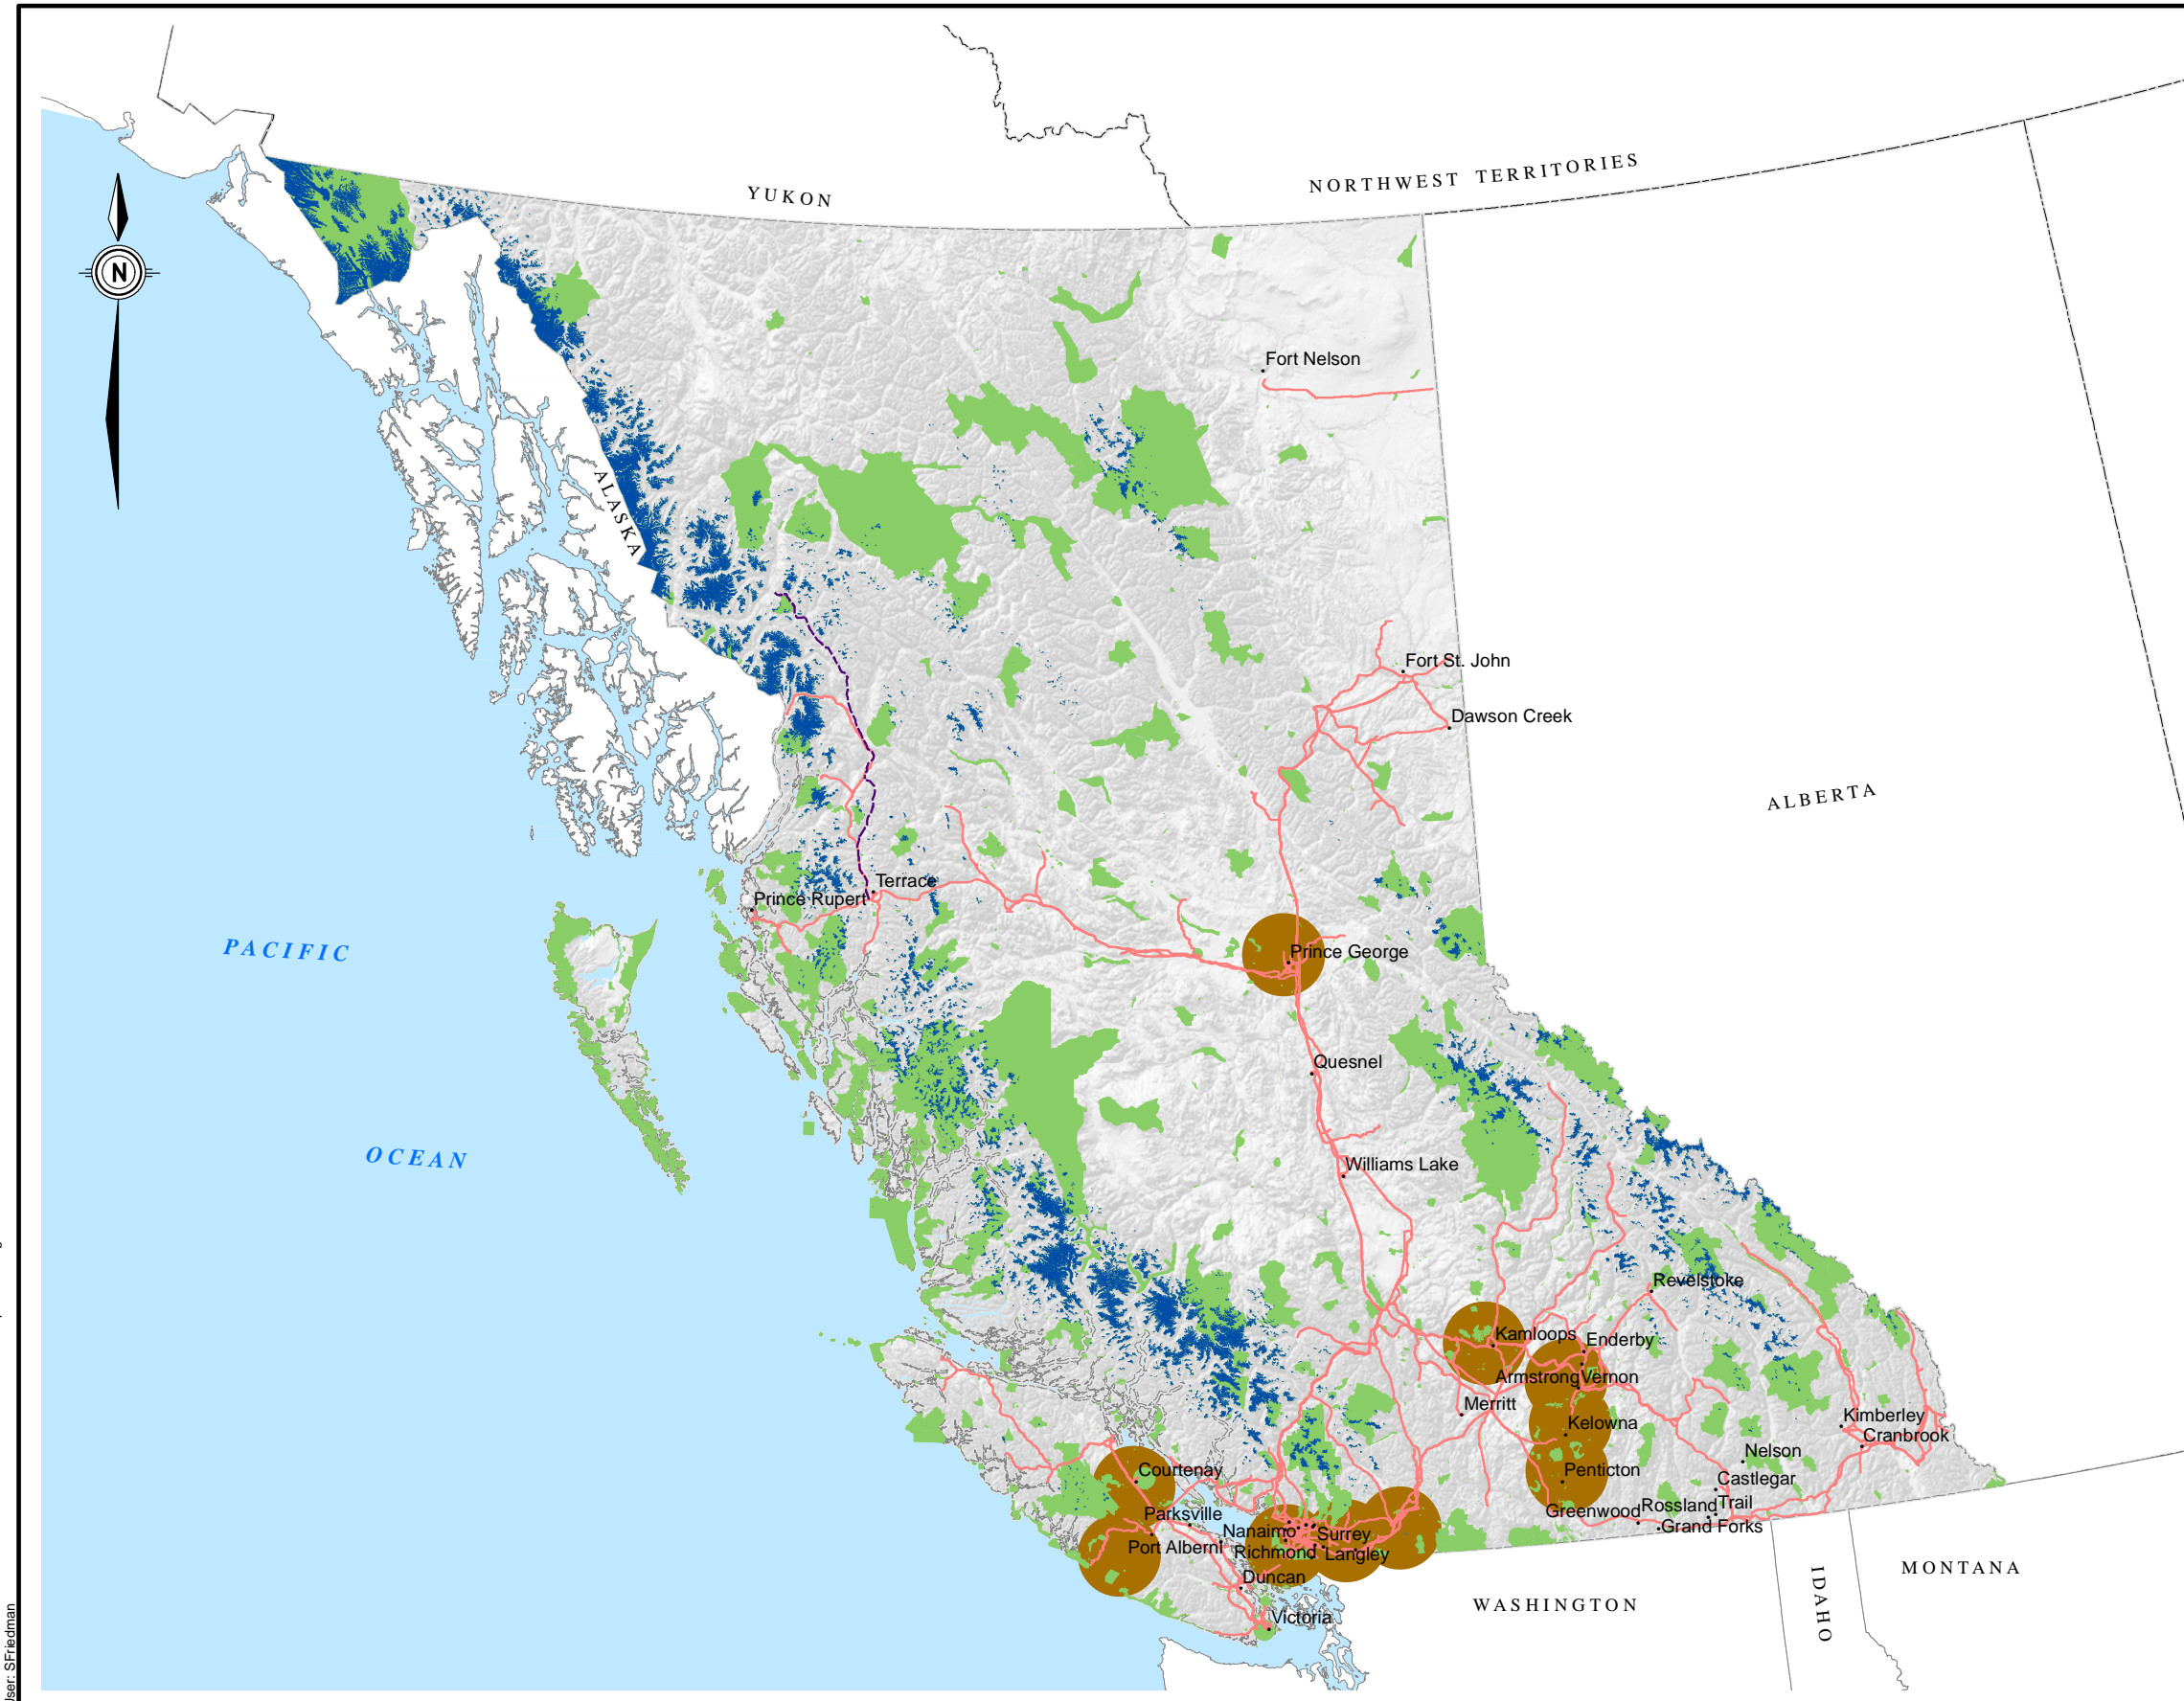 YUKON
NORTHWEST TERRITORIES
N
Fort Nelson
ALASKA
Fort St. John
Dawson Creek
ALBERTA
Terrace
Prince Rupert
PACIFIC
Prince George
Quesnel
OCEAN
Williams Lake
Revelstoke
Kamloops
Enderby
Armstrong
Vernon
Merritt
Kelowna
Kimberley
Cranbrook
Nelson
Courtenay
Penticton
Castlegar
Parksville
Greenwood
Rossland
Trail
Grand Forks
Nanaimo
Surrey
Port Alberni
Richmond
Langley
Duncan
MONTANA
IDAHO
WASHINGTON
Victoria
User: SFriedman